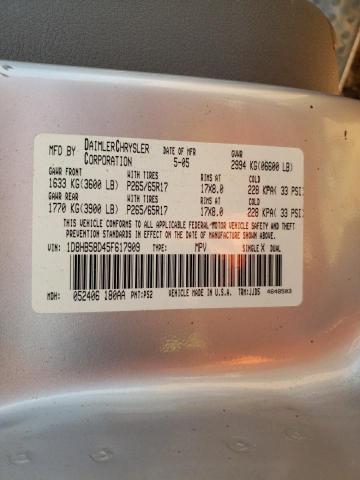 MFD BY DAIMLERCHRYSLER CORPORATION DATE OF MFR 5-05 GVWR 2994 KG(06600 LB)
GAWR FRONT WITH TIRES RIMS AT COLD
1633 KG(3600 LB) P265/65R17 17X8.0 228 KPA( 33 PSI)
GAWR REAR WITH TIRES RIMS AT COLD
1770 KG(3900 LB) P265/65R17 17X8.0 228 KPA( 33 PSI)
THIS VEHICLE CONFORMS TO ALL APPLICABLE FEDERAL MOTOR VEHICLE SAFETY
STANDARDS IN EFFECT ON THE DATE OF MANUFACTURE SHOWN ABOVE.
VIN: 1D8HB58D45F617909 TYPE: MPV SINGLE X DUAL
MDH: 052406 180AA PNT:PS2 VEHICLE MADE IN U.S.A. TRM:JJD5 4648503